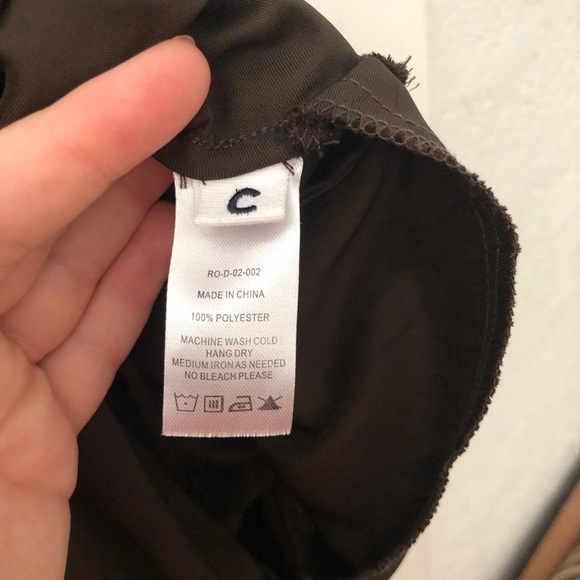 C
RO-D-02-002
MADE IN CHINA
100% POLYESTER
MACHINE WASH COLD
HANG DRY
MEDIUM IRON AS NEEDED
NO BLEACH PLEASE